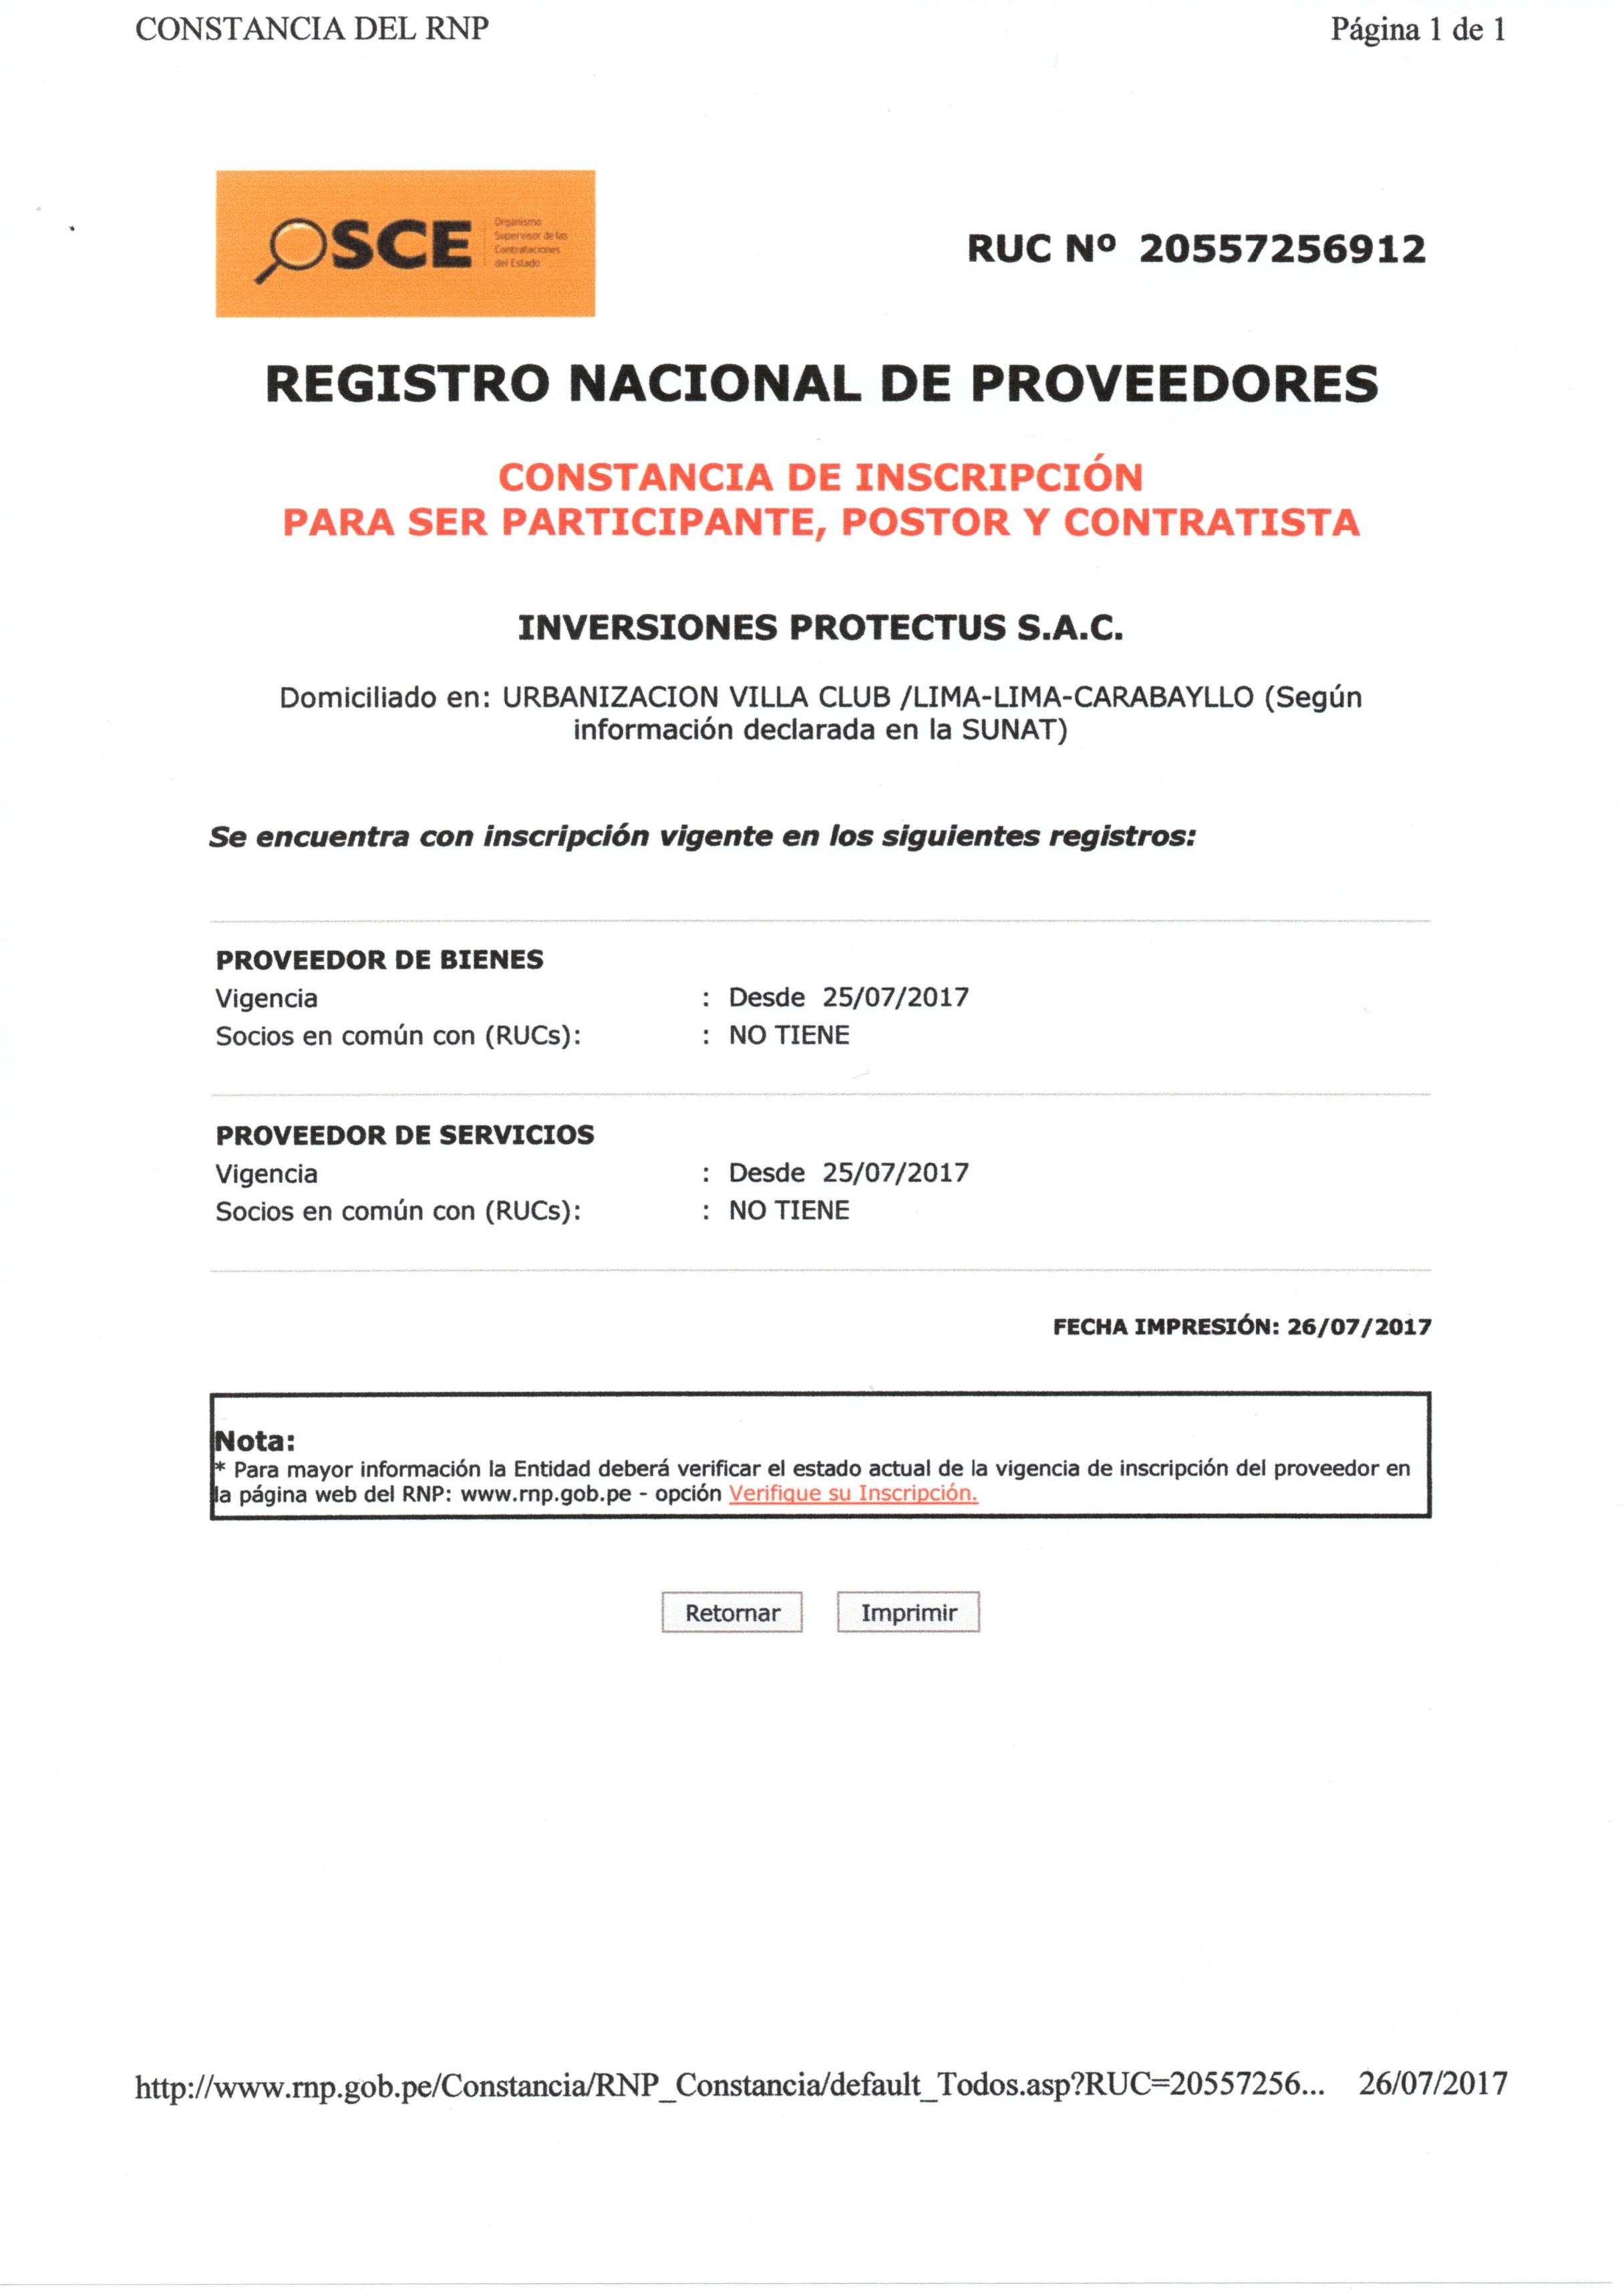 CONSTANCIA DEL RNP Página 1 de 1
OSCE
Organismo
Supervisor de las
Contrataciones
del Estado
RUC Nº 20557256912
REGISTRO NACIONAL DE PROVEEDORES
CONSTANCIA DE INSCRIPCIÓN
PARA SER PARTICIPANTE, POSTOR Y CONTRATISTA
INVERSIONES PROTECTUS S.A.C.
Domiciliado en: URBANIZACION VILLA CLUB /LIMA-LIMA-CARABAYLLO (Según
información declarada en la SUNAT)
Se encuentra con inscripción vigente en los siguientes registros:
PROVEEDOR DE BIENES
Vigencia : Desde 25/07/2017
Socios en común con (RUCs): : NO TIENE
PROVEEDOR DE SERVICIOS
Vigencia : Desde 25/07/2017
Socios en común con (RUCs): : NO TIENE
FECHA IMPRESIÓN: 26/07/2017
Nota:
* Para mayor información la Entidad deberá verificar el estado actual de la vigencia de inscripción del proveedor en
la página web del RNP: www.rnp.gob.pe - opción Verifique su Inscripción.
Retornar Imprimir
http://www.rnp.gob.pe/Constancia/RNP_Constancia/default_Todos.asp?RUC=20557256... 26/07/2017